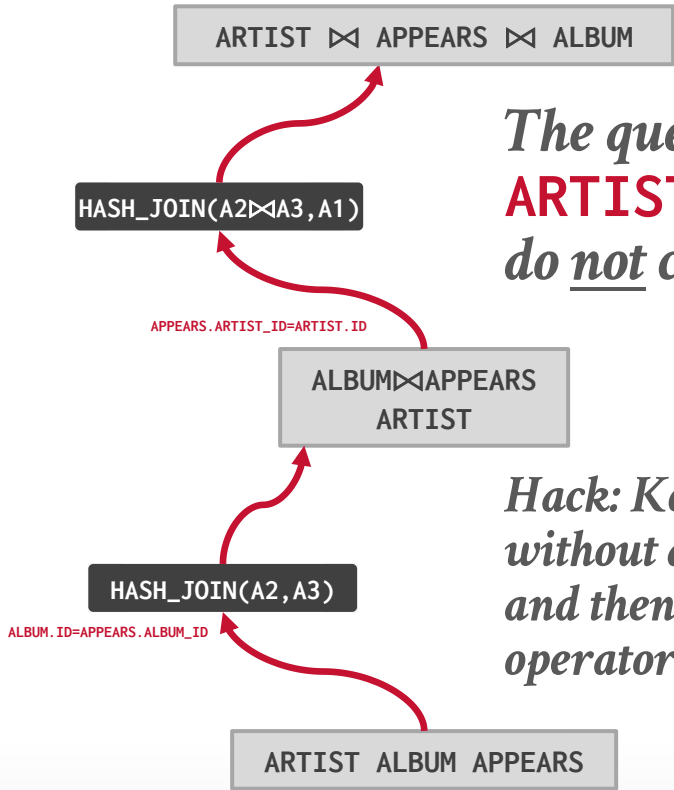 ARTIST ⨝ APPEARS ⨝ ALBUM
The que
ARTIST
do not c
HASH_JOIN(A2⨝A3,A1)
APPEARS.ARTIST_ID=ARTIST.ID
ALBUM⨝APPEARS
ARTIST
Hack: Ke
without
and then
operator
HASH_JOIN(A2,A3)
ALBUM.ID=APPEARS.ALBUM_ID
ARTIST ALBUM APPEARS